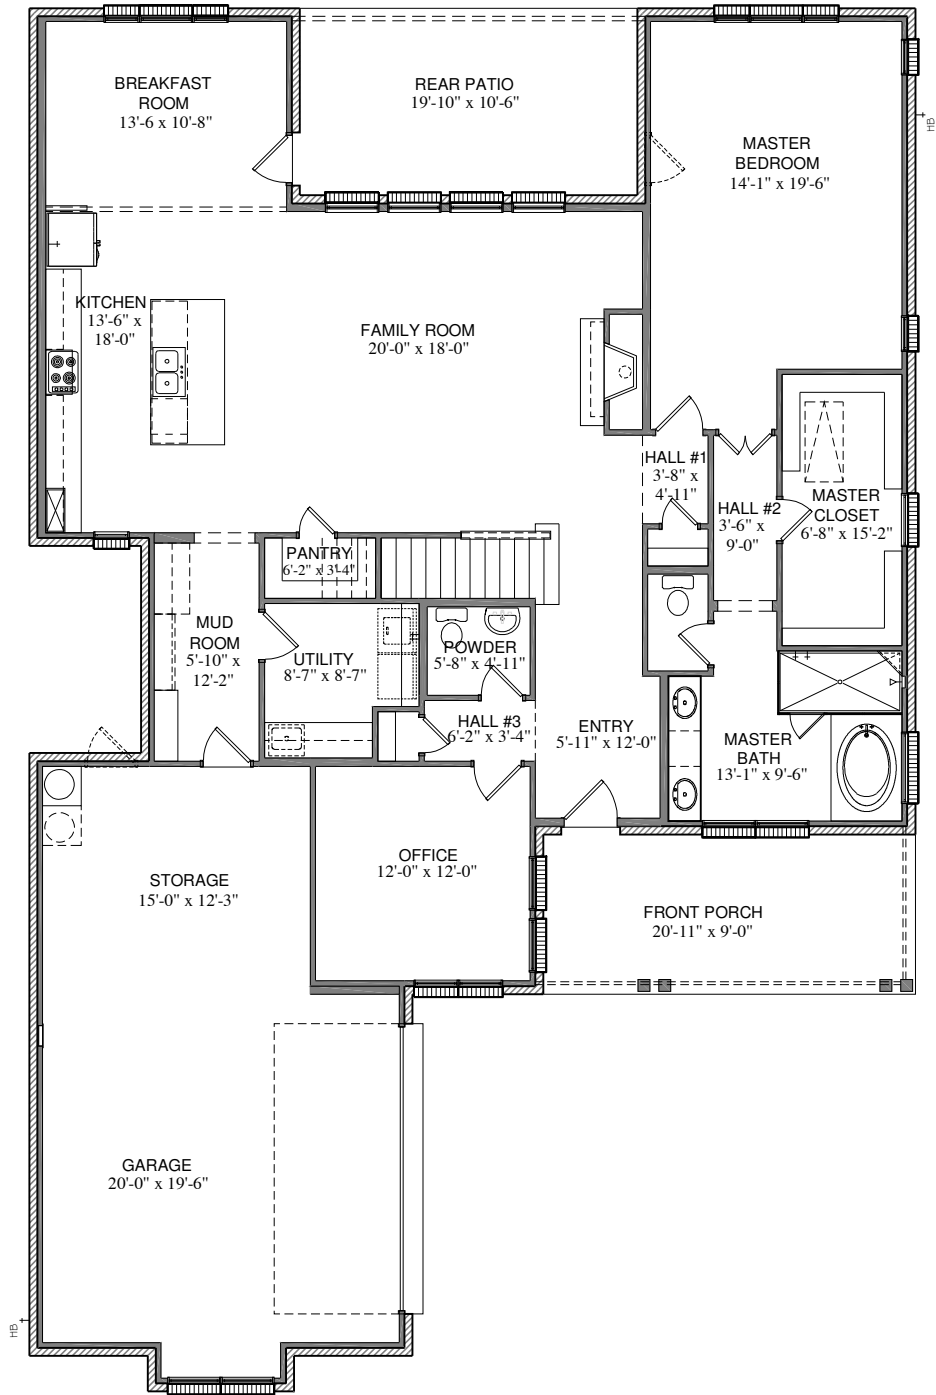 BREAKFAST
ROOM
13'-6 x 10'-8"
REAR PATIO
19'-10" x 10'-6"
MASTER
BEDROOM
14'-1" x 19'-6"
HB
KITCHEN
13'-6" x
18'-0"
FAMILY ROOM
20'-0" x 18'-0"
HALL #1
3'-8" x
4'-11"
HALL #2
3'-6" x
9'-0"
MASTER
CLOSET
6'-8" x 15'-2"
PANTRY
6'-2" x 3'-4"
MUD
ROOM
5'-10" x
12'-2"
UTILITY
8'-7" x 8'-7"
POWDER
5'-8" x 4'-11"
HALL #3
6'-2" x 3'-4"
ENTRY
5'-11" x 12'-0"
MASTER
BATH
13'-1" x 9'-6"
OFFICE
12'-0" x 12'-0"
STORAGE
15'-0" x 12'-3"
FRONT PORCH
20'-11" x 9'-0"
GARAGE
20'-0" x 19'-6"
HB